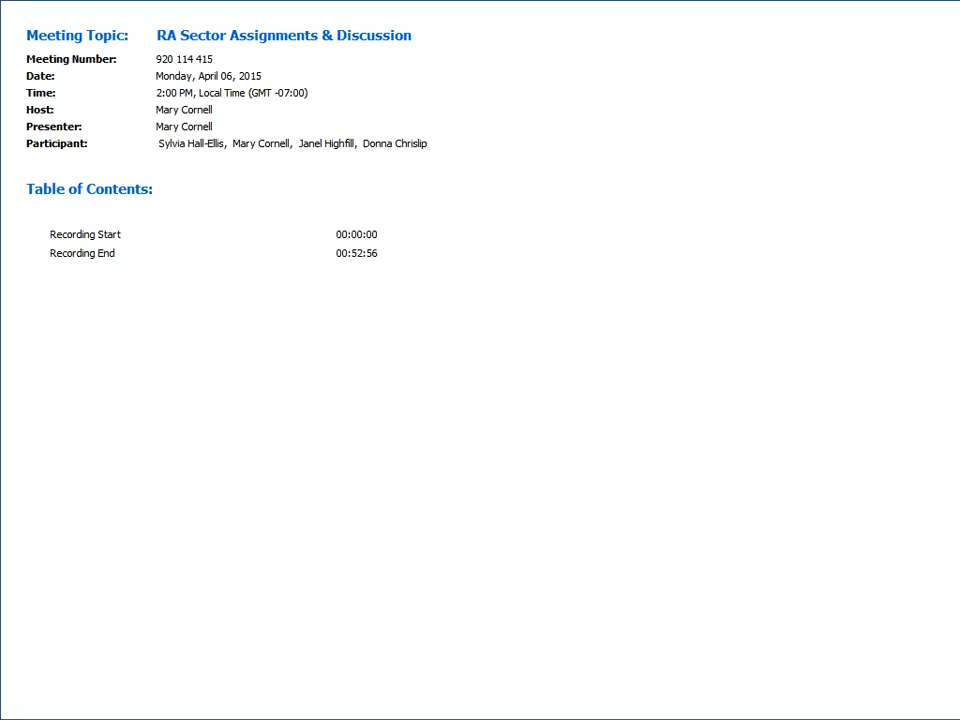 Meeting Topic: RA Sector Assignments & Discussion
Meeting Number: 920 114 415
Date: Monday, April 06, 2015
Time: 2:00 PM, Local Time (GMT -07:00)
Host: Mary Cornell
Presenter: Mary Cornell
Participant: Sylvia Hall-Ellis, Mary Cornell, Janel Highfill, Donna Chrislip
Table of Contents:
Recording Start 00:00:00
Recording End 00:52:56